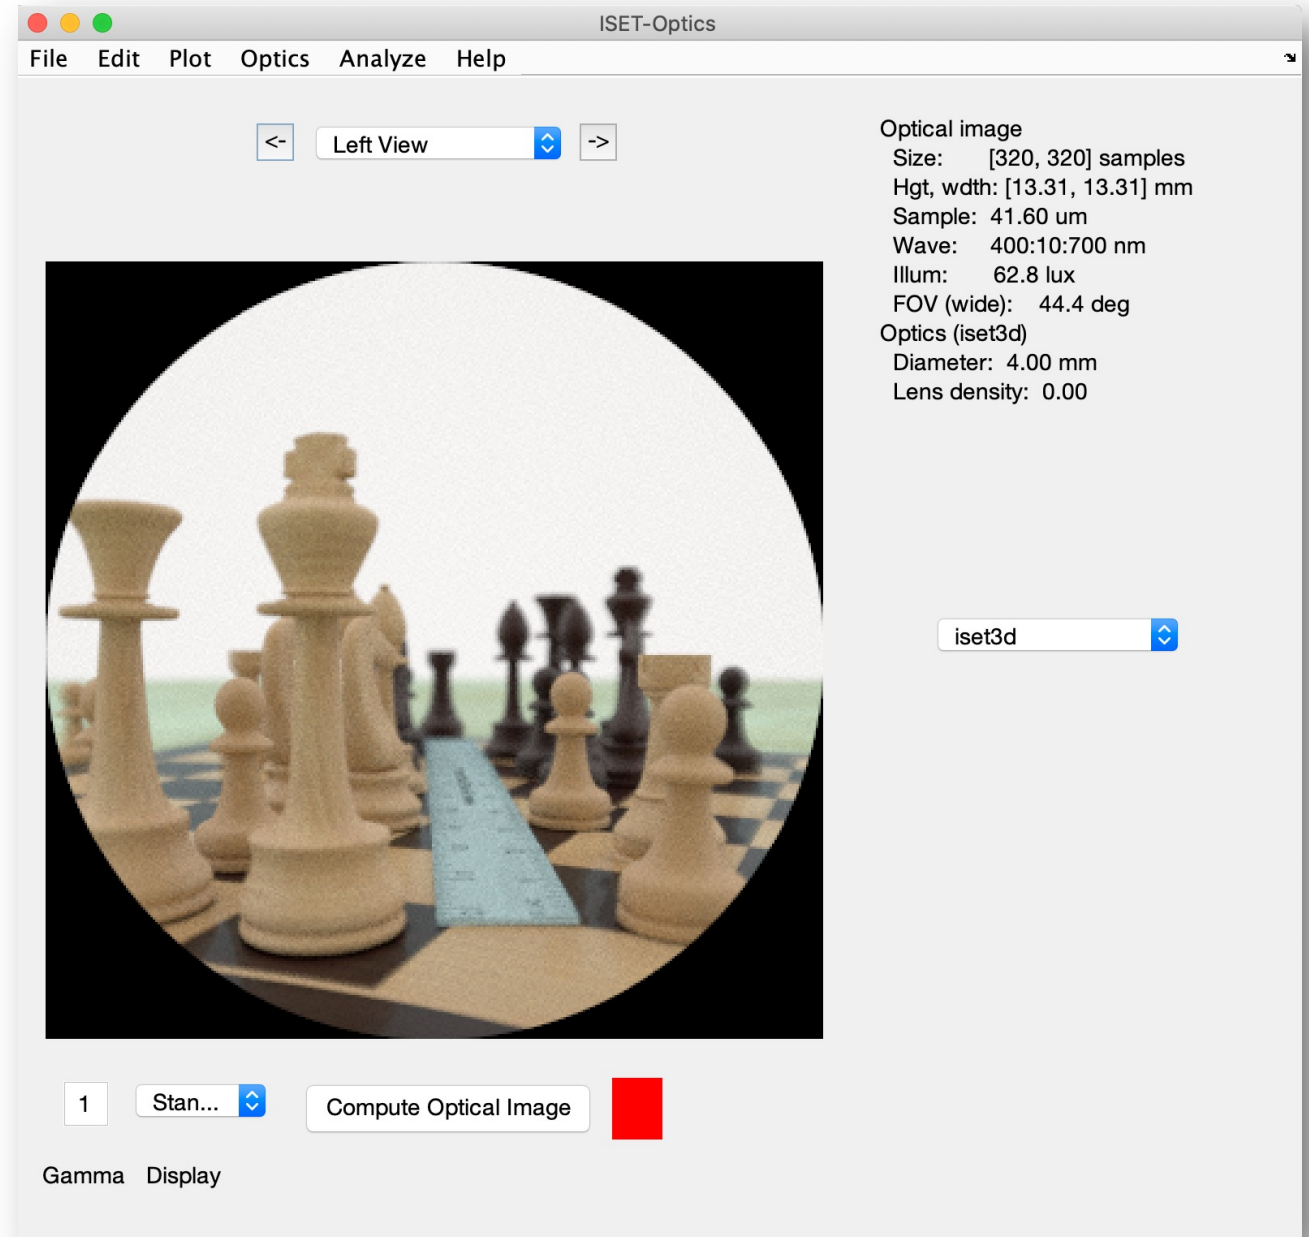 ISET-Optics
File Edit Plot Optics Analyze Help
<- Left View ->
Optical image
Size: [320, 320] samples
Hgt, wdth: [13.31, 13.31] mm
Sample: 41.60 um
Wave: 400:10:700 nm
Illum: 62.8 lux
FOV (wide): 44.4 deg
Optics (iset3d)
Diameter: 4.00 mm
Lens density: 0.00
iset3d
1 Stan... Compute Optical Image
Gamma Display